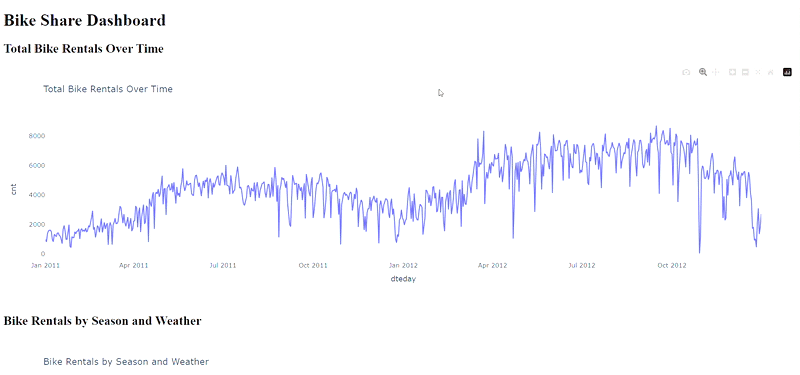 Bike Share Dashboard
Total Bike Rentals Over Time
Total Bike Rentals Over Time
8000
6000
4000
2000
0
cnt
Jan 2011 Apr 2011 Jul 2011 Oct 2011 Jan 2012 Apr 2012 Jul 2012 Oct 2012
dteday
Bike Rentals by Season and Weather
Bike Rentals by Season and Weather